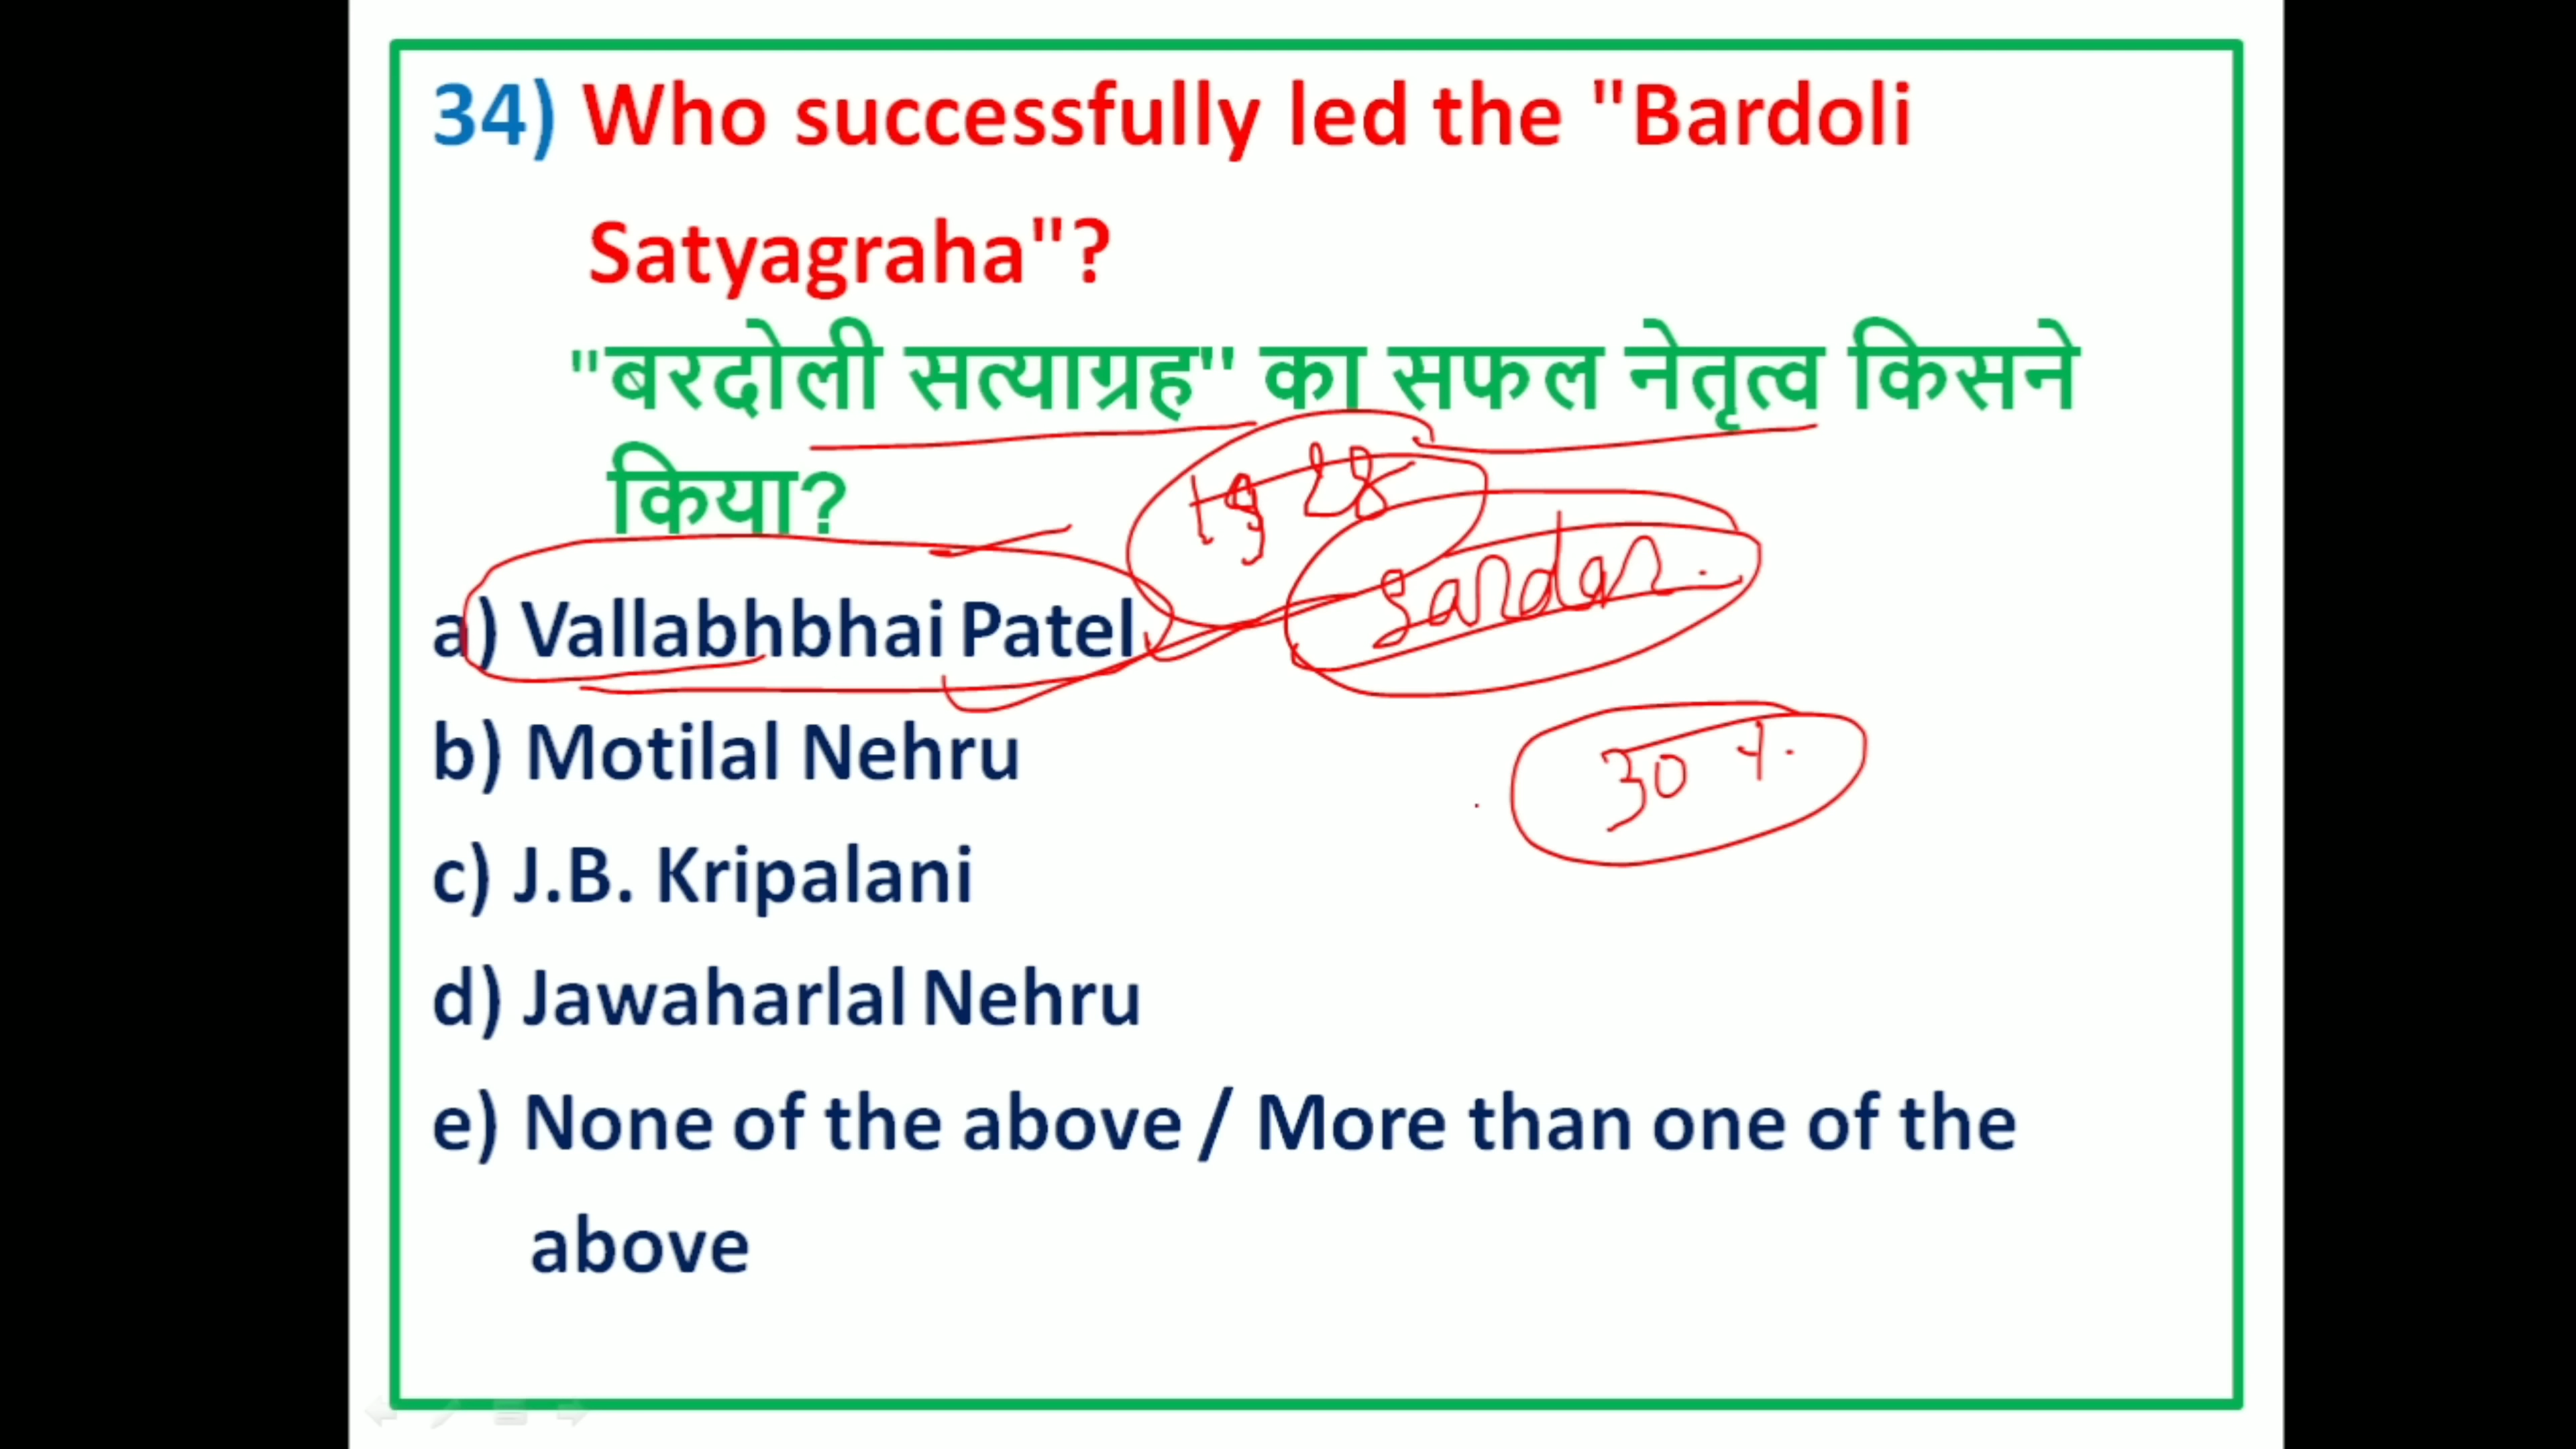 34) Who successfully led the "Bardoli
Satyagraha"?
"बरदोली सत्याग्रह" का सफल नेतृत्व किसने
किया?
1928
Sardar.
a) Vallabhbhai Patel
b) Motilal Nehru
30
c) J.B. Kripalani
d) Jawaharlal Nehru
e) None of the above / More than one of the
above